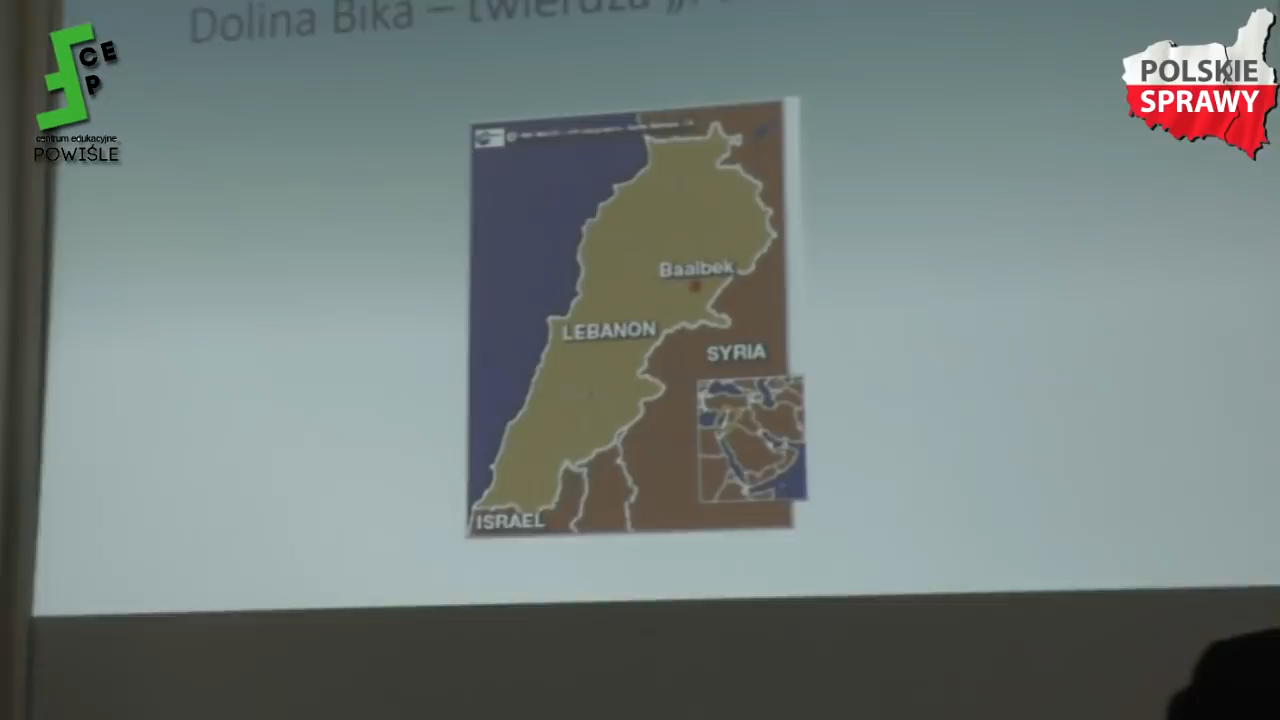 Dolina Bika – twierdza
CE
P
centrum edukacyjne
POWIŚLE
POLSKIE
SPRAWY
Baalbek
LEBANON
SYRIA
ISRAEL